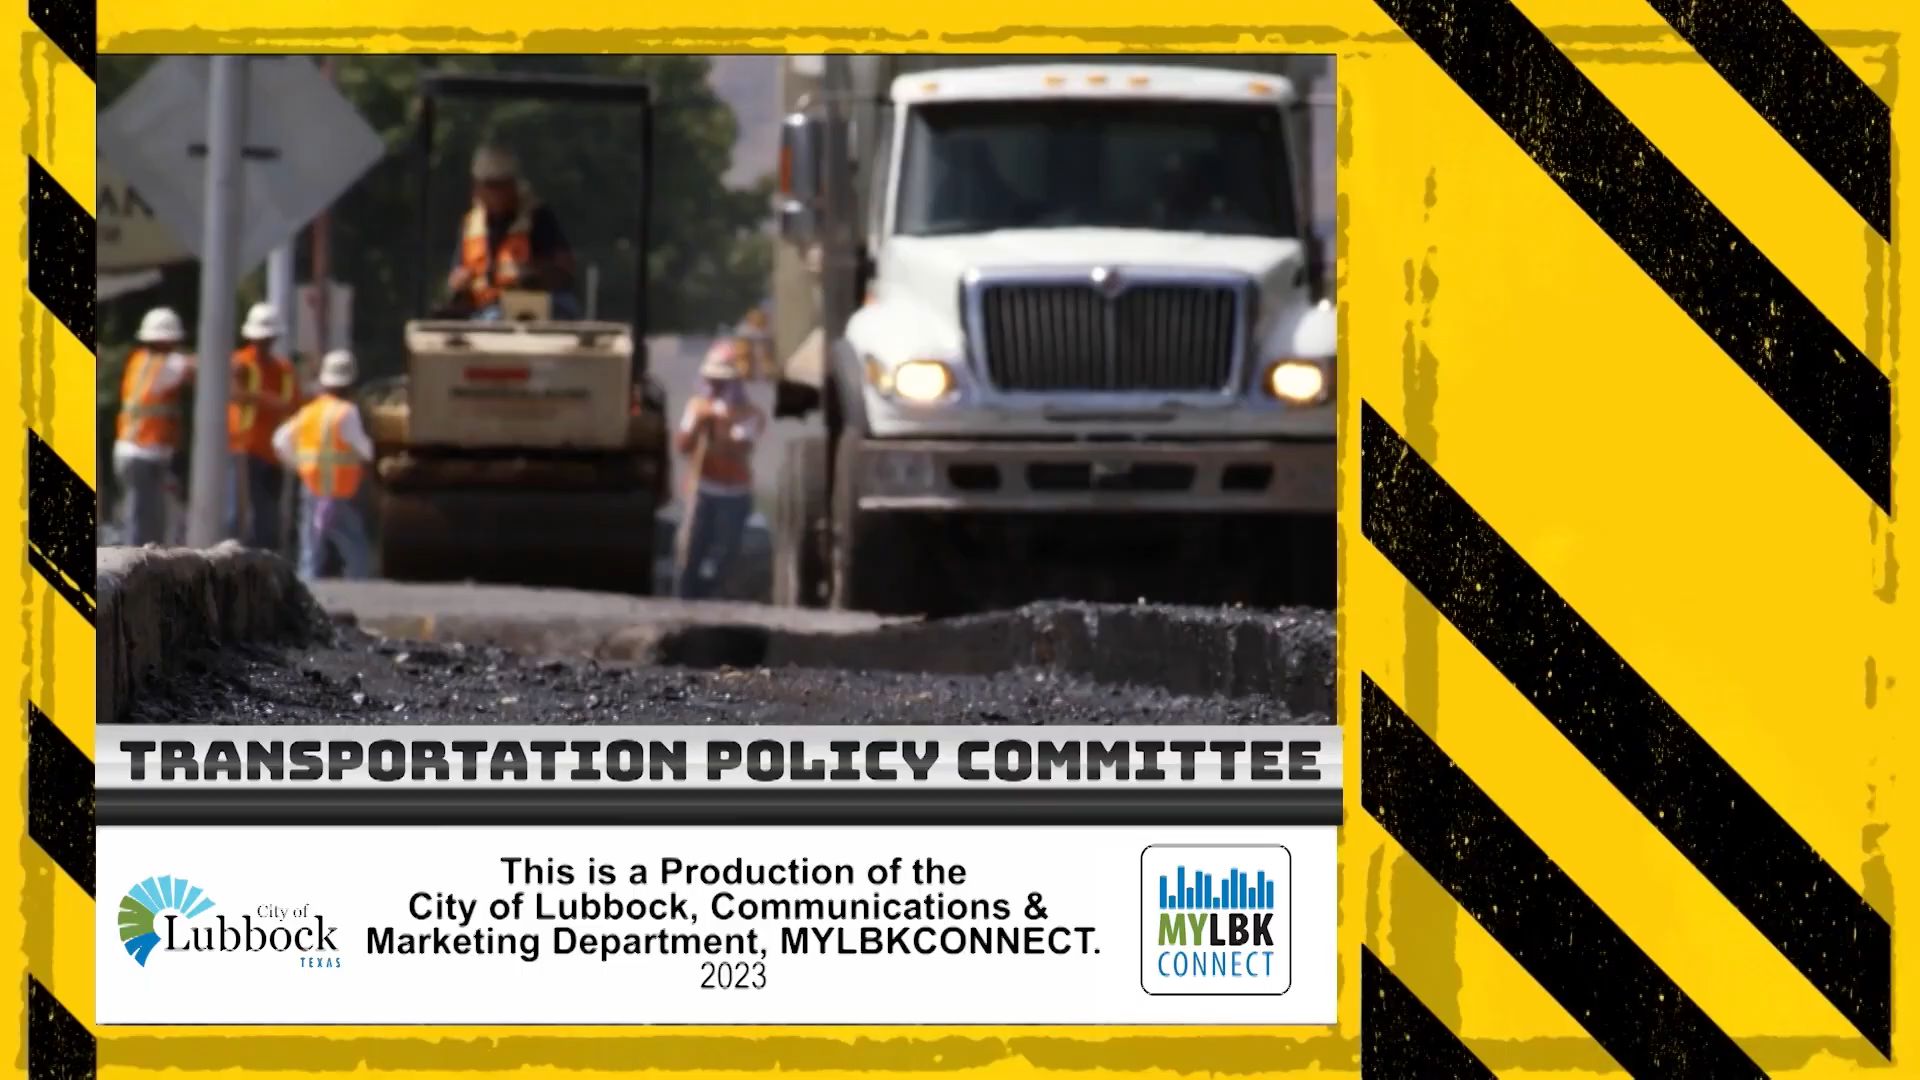 AN
TRANSPORTATION POLICY COMMITTEE
City of
Lubbock
TEXAS
This is a Production of the
City of Lubbock, Communications &
Marketing Department, MYLBKCONNECT.
2023
MYLBK
CONNECT